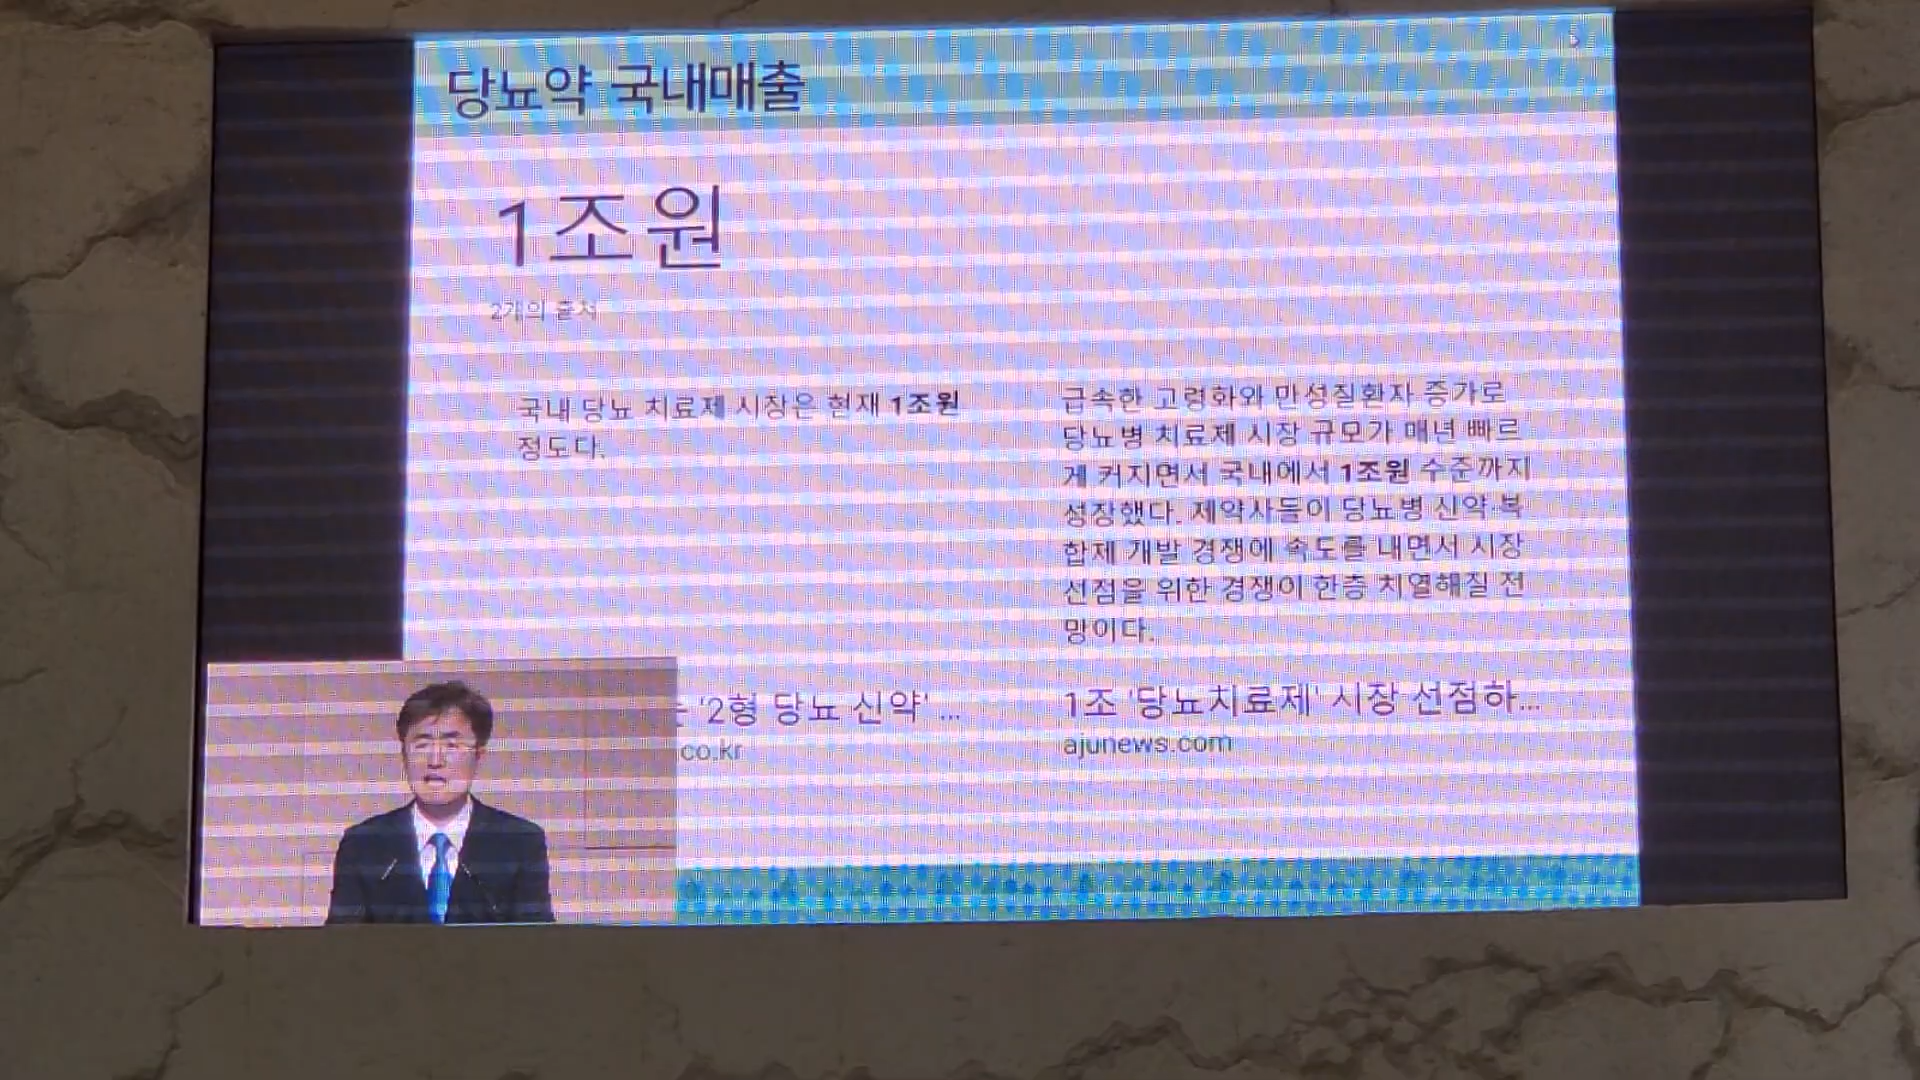 당뇨약 국내매출
1조원
2개의 출처
국내 당뇨 치료제 시장은 현재 1조원
정도다.
급속한 고령화와 만성질환자 증가로
당뇨병 치료제 시장 규모가 매년 빠르
게 커지면서 국내에서 1조원 수준까지
성장했다. 제약사들이 당뇨병 신약·복
합제 개발 경쟁에 속도를 내면서 시장
선점을 위한 경쟁이 한층 치열해질 전
망이다.
'2형 당뇨 신약' ...
co.kr
1조 '당뇨치료제' 시장 선점하...
ajunews.com